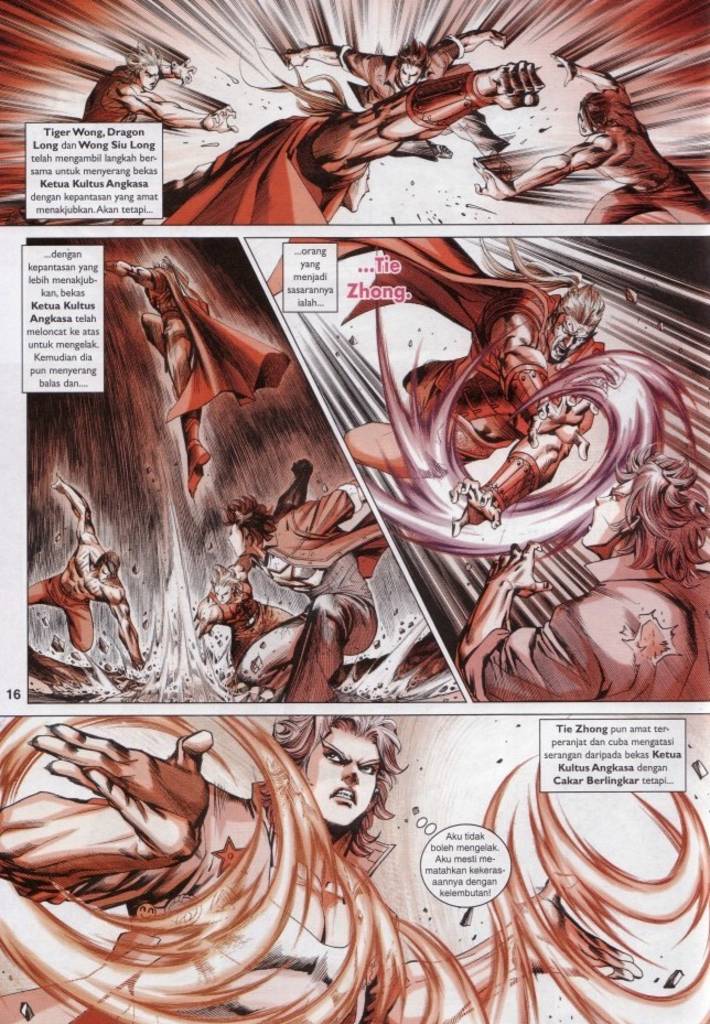 Tiger Wong, Dragon
Long dan Wong Siu Long
telah mengambil langkah ber-
sama untuk menyerang bekas
Ketua Kultus Angkasa
dengan kepantasan yang amat
menakjubkan. Akan tetapi...
...dengan
kepantasan yang
lebih menakjub-
kan, bekas
Ketua Kultus
Angkasa telah
meloncat ke atas
untuk mengelak.
Kemudian dia
pun menyerang
balas dan....
...orang
yang
menjadi
sasarannya
ialah...
...Tie
Zhong.
16
Tie Zhong pun amat ter-
peranjat dan cuba mengatasi
serangan daripada bekas Ketua
Kultus Angkasa dengan
Cakar Berlingkar tetapi...
Aku tidak
boleh mengelak.
Aku mesti me-
matahkan kekeras-
aannya dengan
kelembutan!